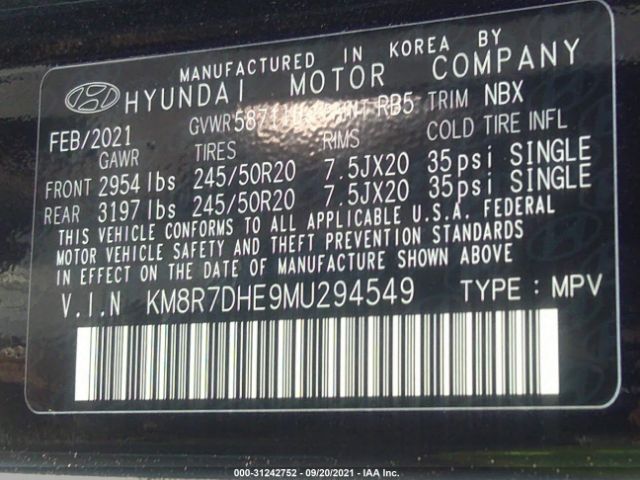 MANUFACTURED IN KOREA BY
HYUNDAI MOTOR COMPANY
FEB/2021 GVWR PAINT RB5 TRIM NBX
GAWR TIRES RIMS COLD TIRE INFL
FRONT 2954 lbs 245/50R20 7.5JX20 35psi SINGLE
REAR 3197 lbs 245/50R20 7.5JX20 35psi SINGLE
THIS VEHICLE CONFORMS TO ALL APPLICABLE U.S.A. FEDERAL
MOTOR VEHICLE SAFETY AND THEFT PREVENTION STANDARDS
IN EFFECT ON THE DATE OF MANUFACTURE SHOWN ABOVE
V.I.N KM8R7DHE9MU294549 TYPE : MPV
000-31242752 - 09/20/2021 - IAA Inc.